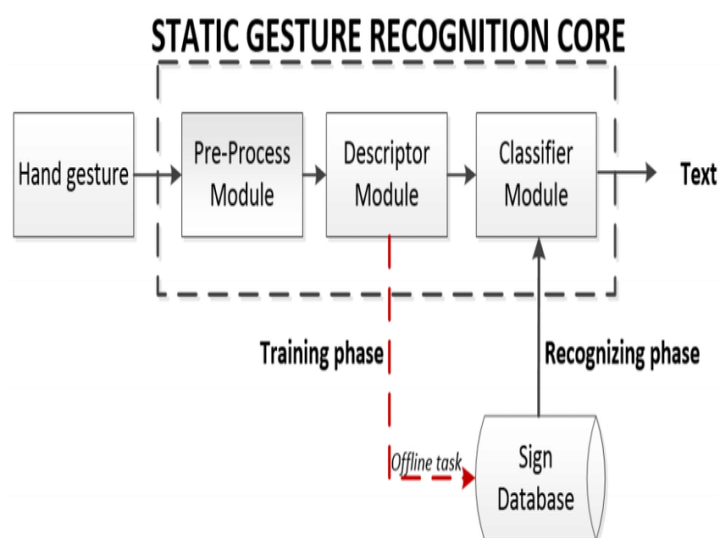 STATIC GESTURE RECOGNITION CORE
Hand gesture
Pre-Process
Module
Descriptor
Module
Classifier
Module
Text
Training phase
Recognizing phase
Offline task
Sign
Database